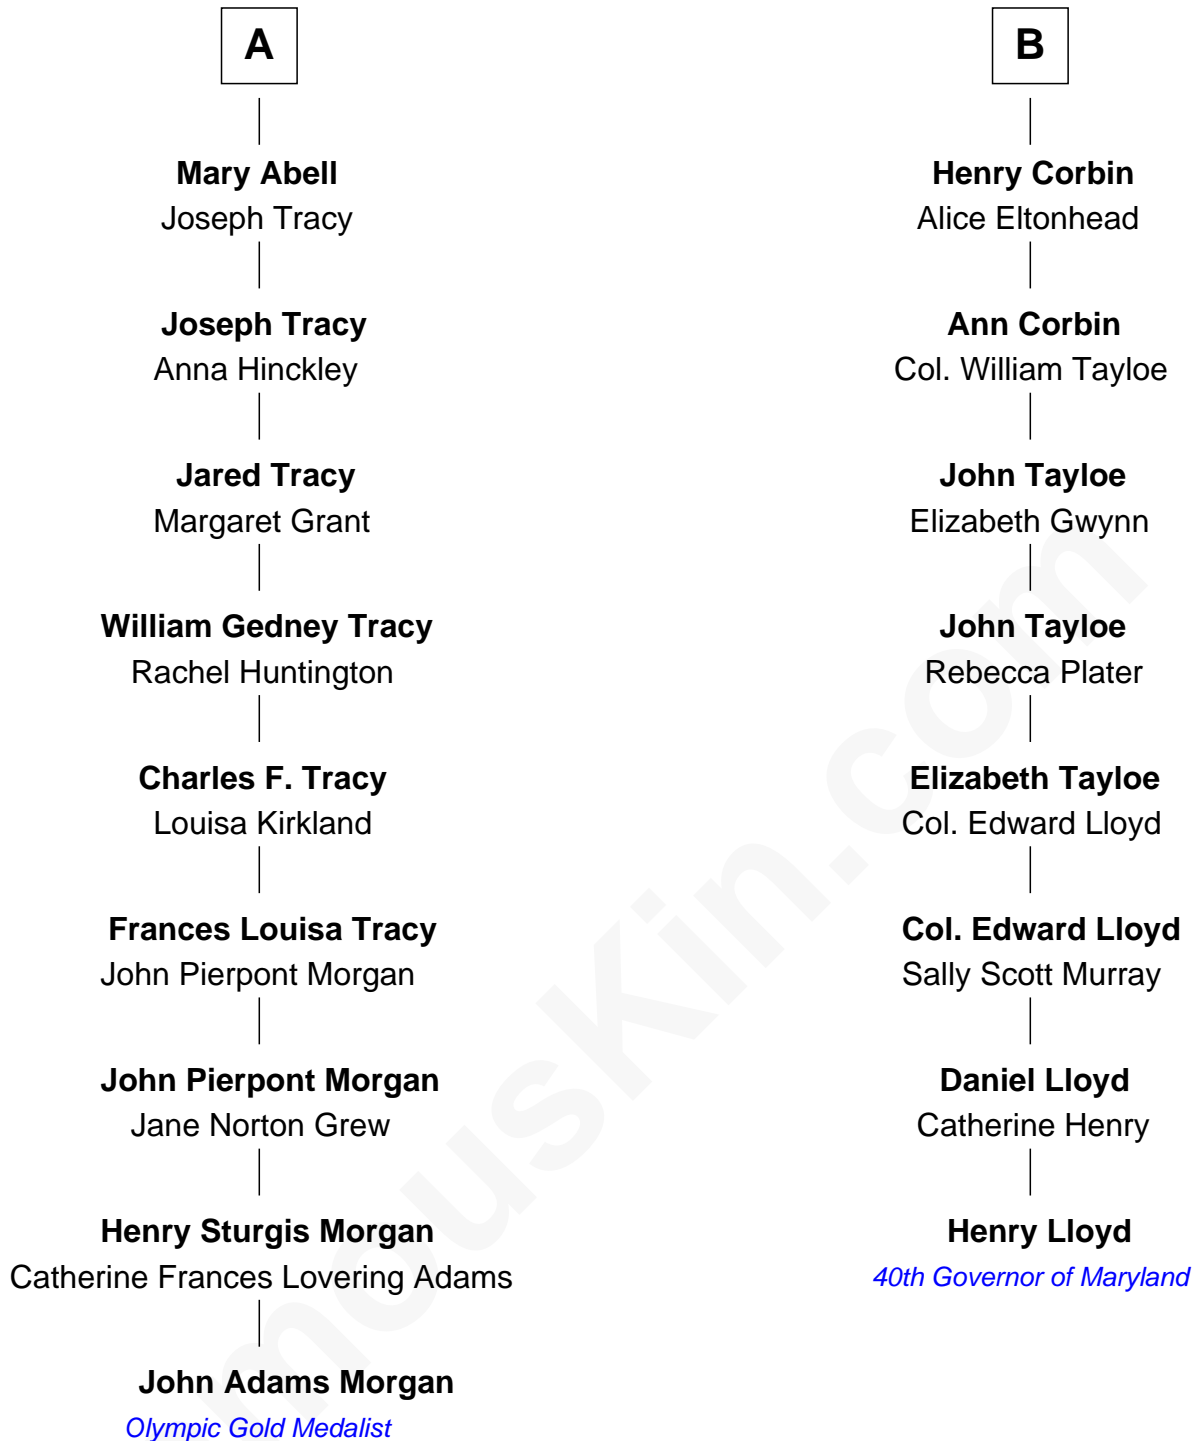 A
Mary Abell
Joseph Tracy
Joseph Tracy
Anna Hinckley
Jared Tracy
Margaret Grant
William Gedney Tracy
Rachel Huntington
Charles F. Tracy
Louisa Kirkland
Frances Louisa Tracy
John Pierpont Morgan
John Pierpont Morgan
Jane Norton Grew
Henry Sturgis Morgan
Catherine Frances Lovering Adams
John Adams Morgan
Olympic Gold Medalist
B
Henry Corbin
Alice Eltonhead
Ann Corbin
Col. William Tayloe
John Tayloe
Elizabeth Gwynn
John Tayloe
Rebecca Plater
Elizabeth Tayloe
Col. Edward Lloyd
Col. Edward Lloyd
Sally Scott Murray
Daniel Lloyd
Catherine Henry
Henry Lloyd
40th Governor of Maryland
mouskin.com